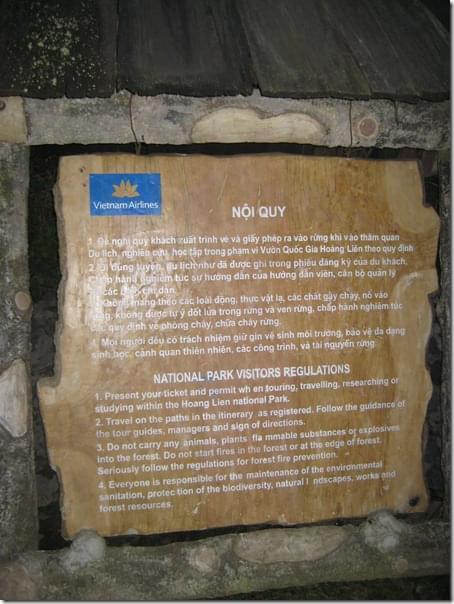 Vietnam Airlines
NỘI QUY
1. Đề nghị quý khách xuất trình vé và giấy phép ra vào rừng khi vào thăm quan
Du lịch, nghiên cứu, học tập trong phạm vi Vườn Quốc Gia Hoàng Liên theo quy định
2. Đi đúng tuyến du lịch như đã được ghi trong phiếu đăng ký của du khách.
Chấp hành nghiêm túc sự hướng dẫn của hướng dẫn viên, cán bộ quản lý
các chỉ dẫn.
3. Không mang theo các loại động, thực vật lạ, các chất gây cháy, nổ vào
rừng, không được tự ý đốt lửa trong rừng và ven rừng, chấp hành nghiêm túc
các quy định về phòng cháy, chữa cháy rừng.
4. Mọi người đều có trách nhiệm giữ gìn vệ sinh môi trường, bảo vệ đa dạng
sinh học, cảnh quan thiên nhiên, các công trình, và tài nguyên rừng.
NATIONAL PARK VISITORS REGULATIONS
1. Present your ticket and permit when touring, travelling, researching or
studying within the Hoang Lien national Park.
2. Travel on the paths in the itinerary as registered. Follow the guidance of
the tour guides, managers and sign of directions.
3. Do not carry any animals, plants flammable substances or explosives
into the forest. Do not start fires in the forest or at the edge of forest.
Seriously follow the regulations for forest fire prevention.
4. Everyone is responsible for the maintenance of the environmental
sanitation, protection of the biodiversity, natural landscapes, works and
forest resources.